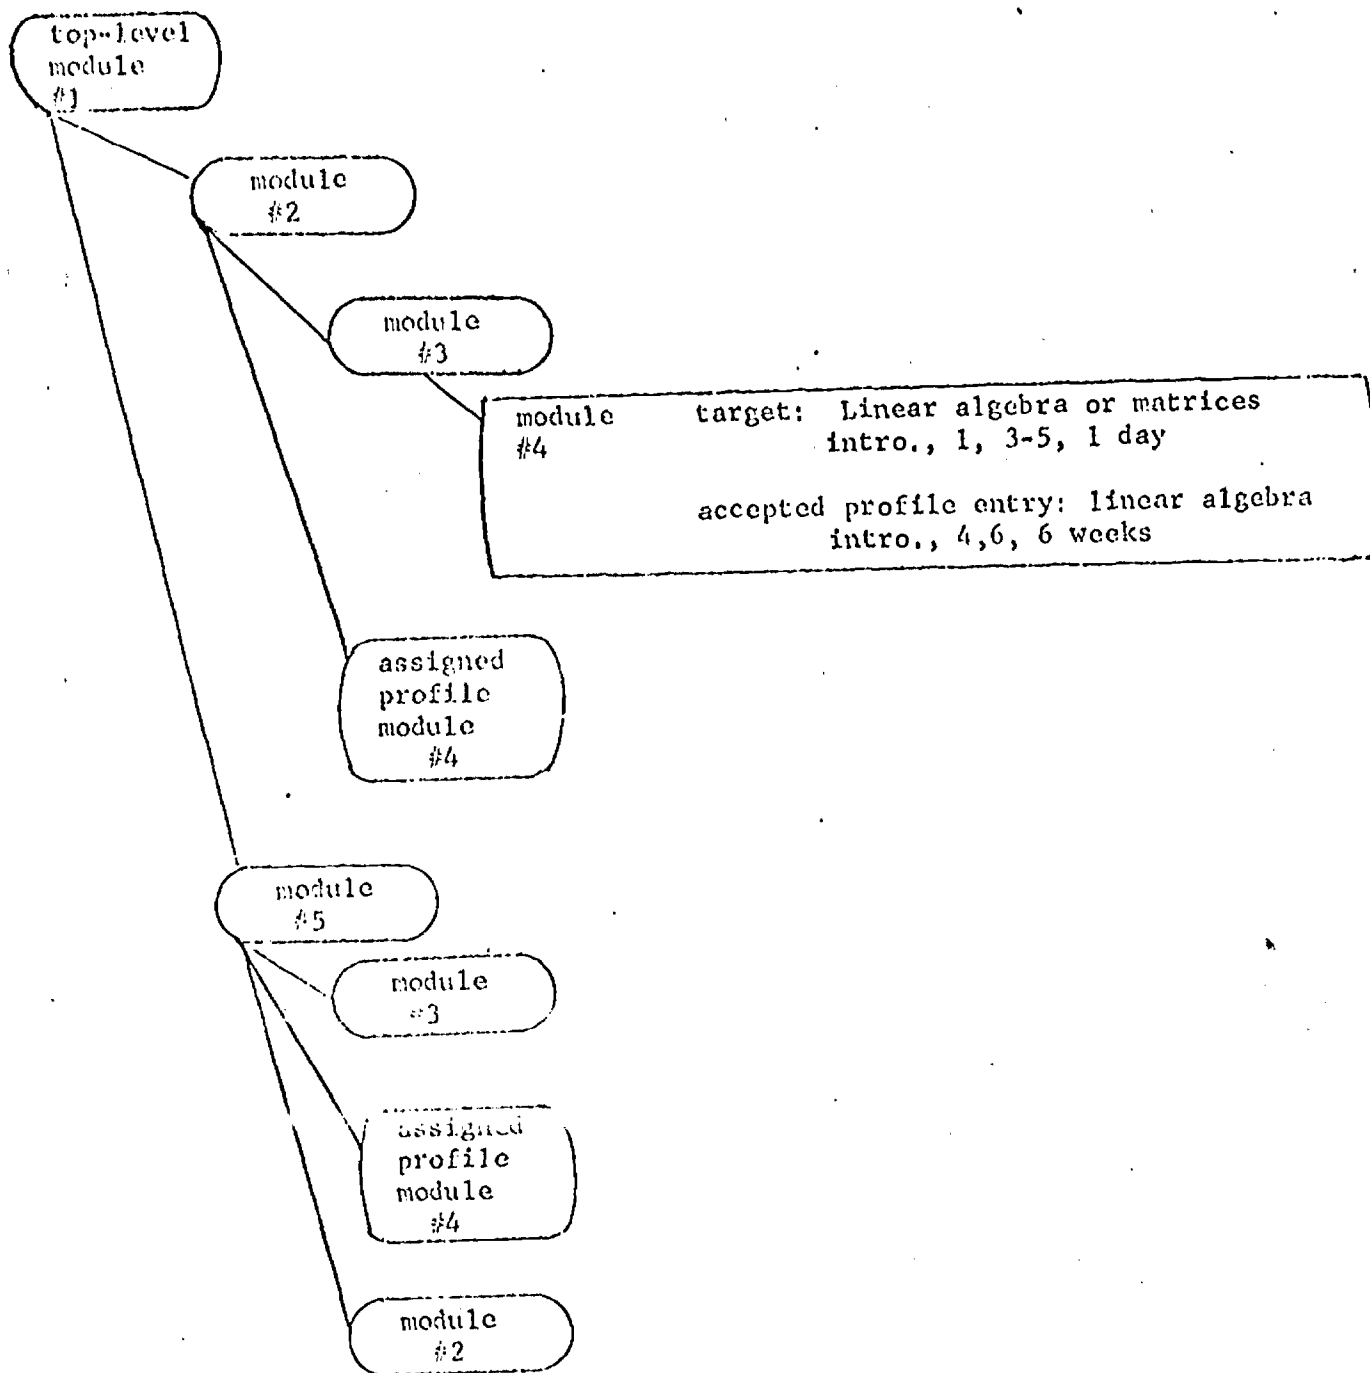 top-level
module
#1
module
#2
module
#3
module target: Linear algebra or matrices
#4 intro., 1, 3-5, 1 day
accepted profile entry: linear algebra
intro., 4,6, 6 weeks
assigned
profile
module
#4
module
#5
module
#3
assigned
profile
module
#4
module
#2